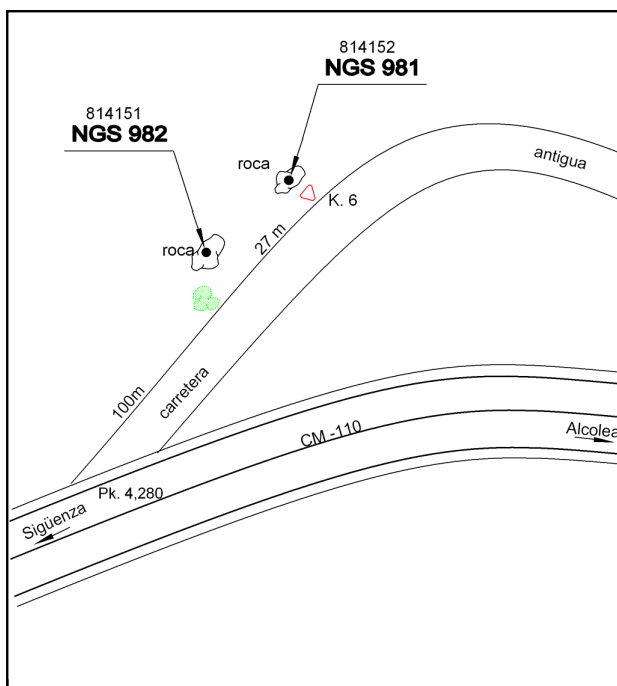 814152
NGS 981
814151
NGS 982
roca
antigua
K. 6
27 m
roca
100m
carretera
CM -110
Alcolea
Pk. 4,280
Sigüenza